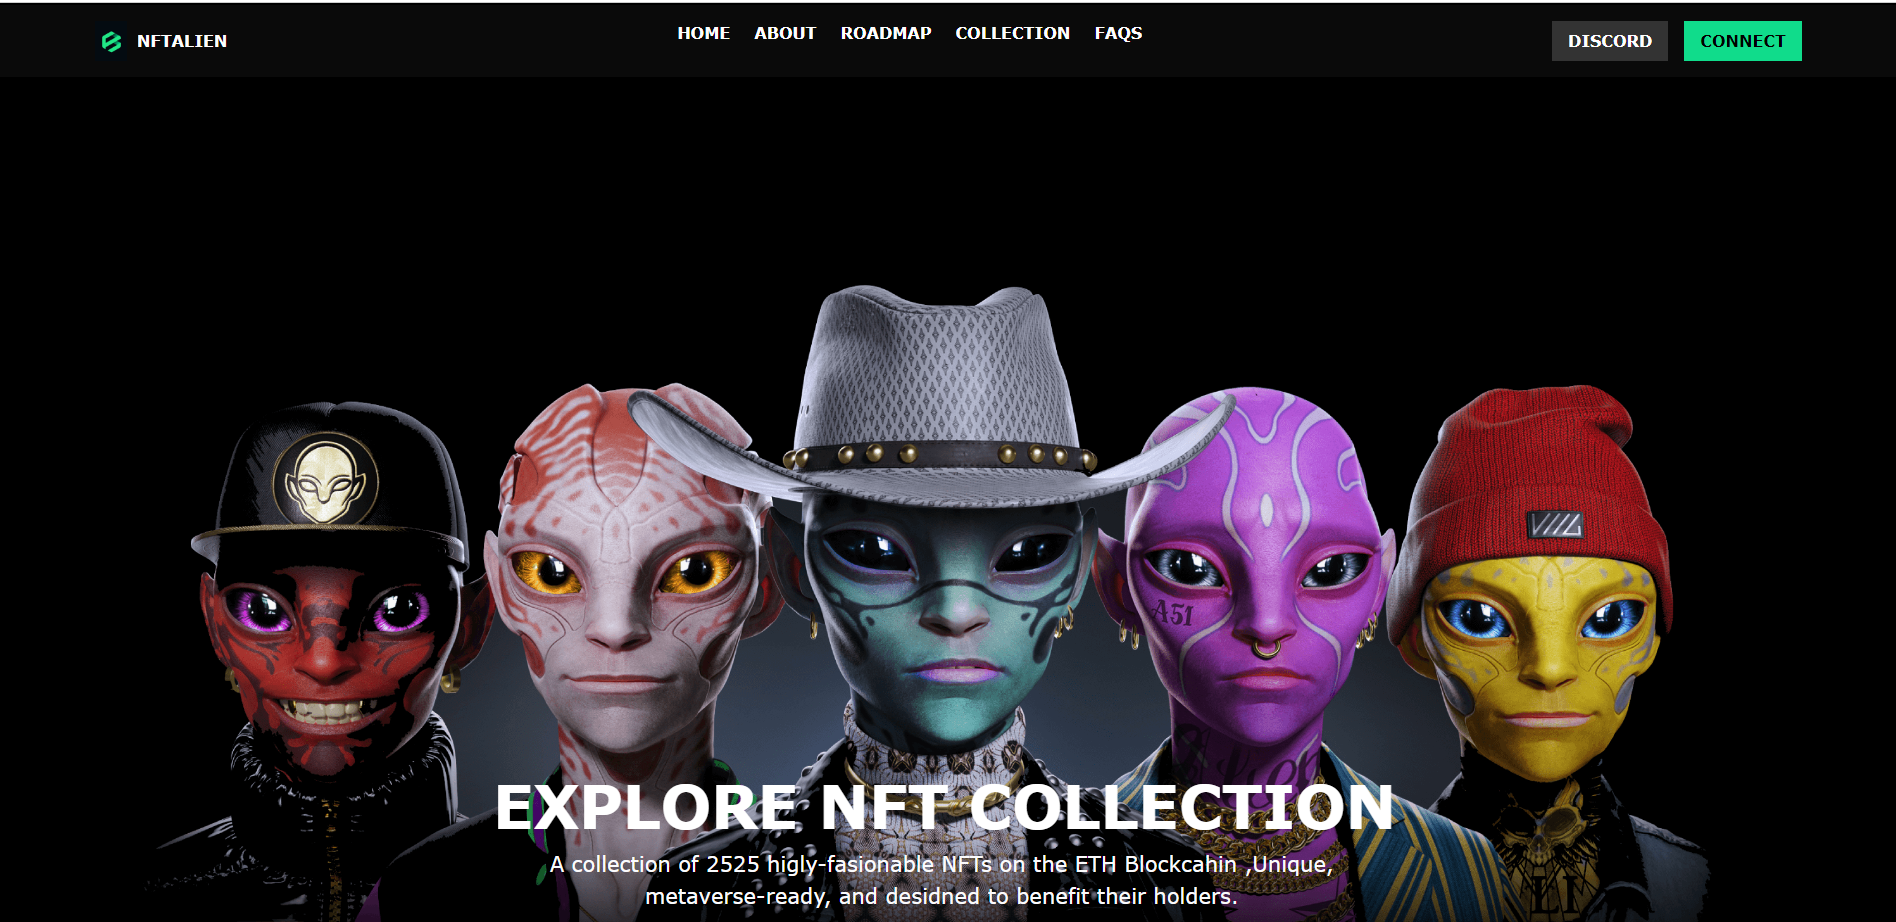 NFTALIEN
HOME ABOUT ROADMAP COLLECTION FAQS
DISCORD CONNECT
A51
EXPLORE NFT COLLECTION
A collection of 2525 higly-fasionable NFTs on the ETH Blockcahin ,Unique,
metaverse-ready, and desidned to benefit their holders.